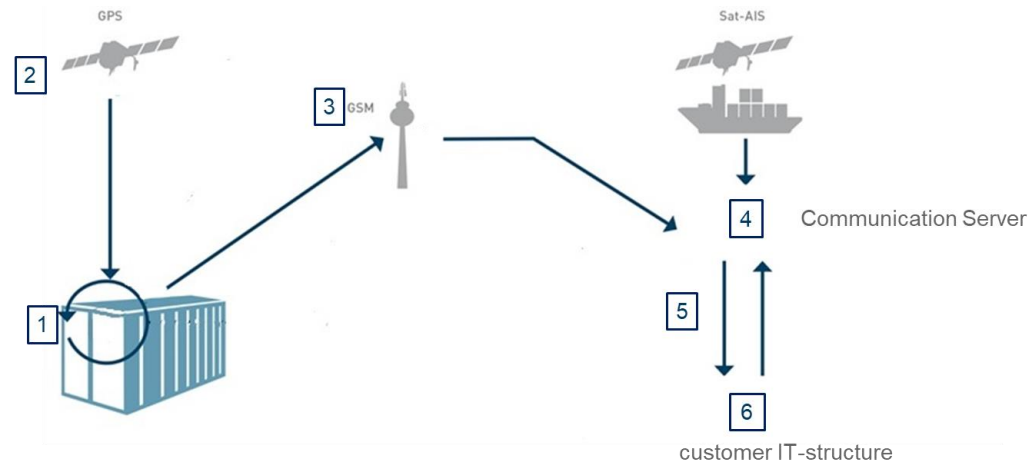 GPS
Sat-AIS
2
3
GSM
4
Communication Server
1
5
6
customer IT-structure